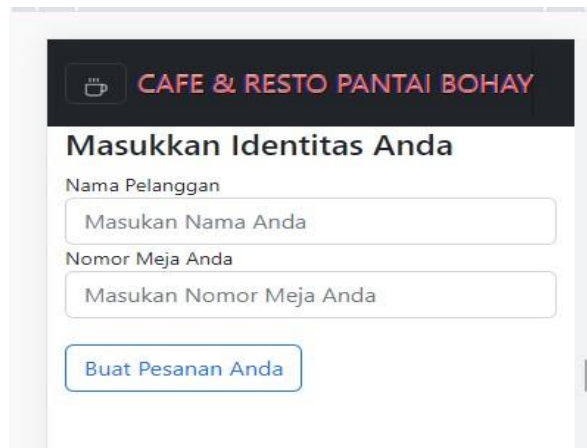 CAFE & RESTO PANTAI BOHAY
Masukkan Identitas Anda
Nama Pelanggan
Masukan Nama Anda
Nomor Meja Anda
Masukan Nomor Meja Anda
Buat Pesanan Anda